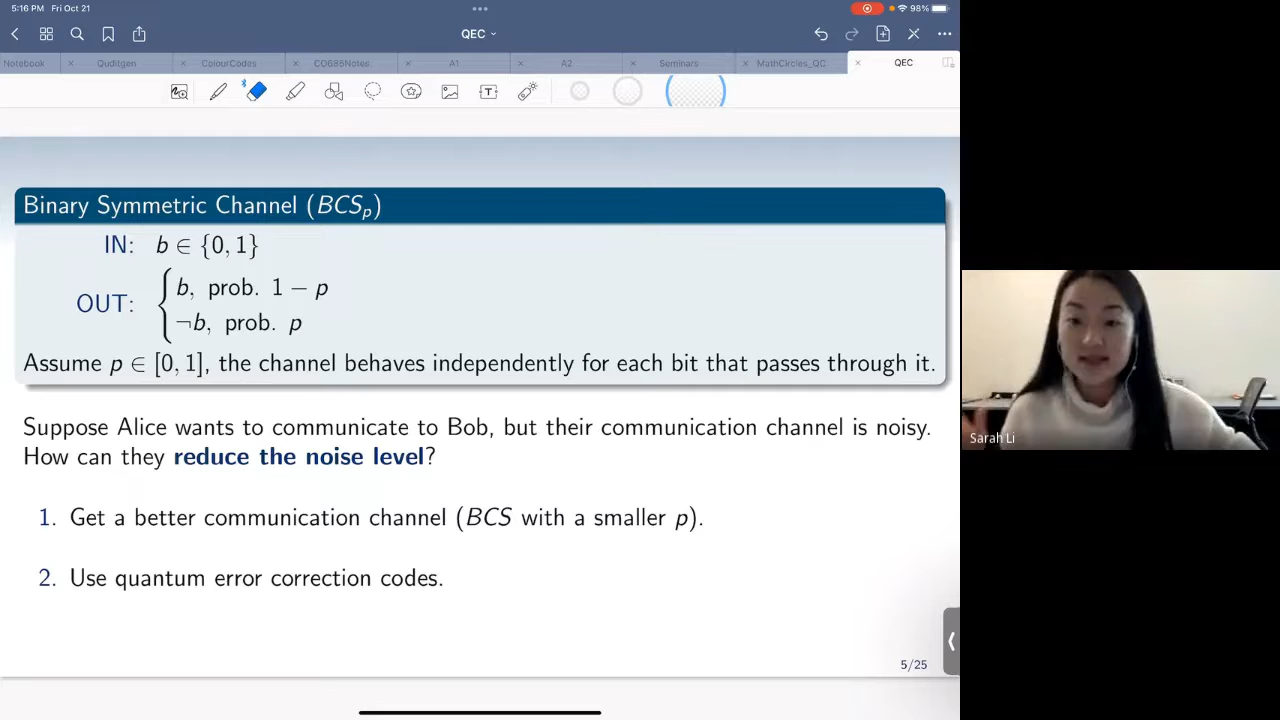 5:16 PM Fri Oct 21
98%
QEC
Notebook
Quditgen
ColourCodes
CO688Notes
A1
A2
Seminars
MathCircles_QC
QEC
Binary Symmetric Channel (BCSₚ)
IN: b ∈ {0, 1}
OUT: { b, prob. 1 − p
¬b, prob. p
Assume p ∈ [0, 1], the channel behaves independently for each bit that passes through it.
Suppose Alice wants to communicate to Bob, but their communication channel is noisy.
How can they reduce the noise level?
1. Get a better communication channel (BCS with a smaller p).
2. Use quantum error correction codes.
5/25
Sarah Li